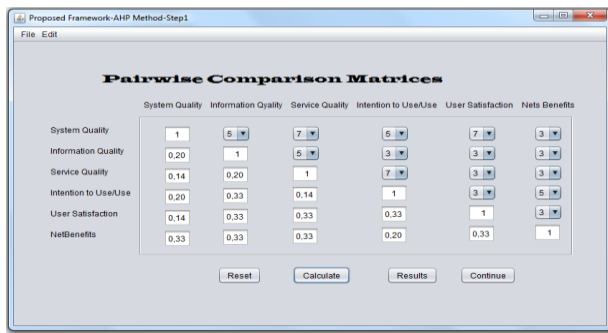 Proposed Framework-AHP Method-Step1
File Edit
Pairwise Comparison Matrices
System Quality Information Qyality Service Quality Intention to Use/Use User Satisfaction Nets Benefits
System Quality 1 5 7 5 7 3
Information Quality 0,20 1 5 3 3 3
Service Quality 0,14 0,20 1 7 3 3
Intention to Use/Use 0,20 0,33 0,14 1 3 5
User Satisfaction 0,14 0,33 0,33 0,33 1 3
NetBenefits 0,33 0,33 0,33 0,20 0,33 1
Reset Calculate Results Continue